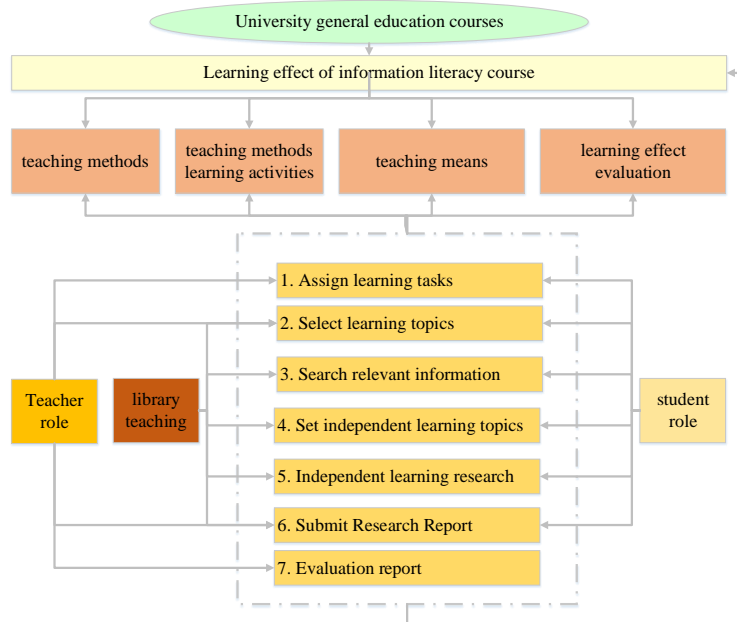 University general education courses
Learning effect of information literacy course
teaching methods
teaching methods
learning activities
teaching means
learning effect
evaluation
1. Assign learning tasks
2. Select learning topics
3. Search relevant information
Teacher
role
library
teaching
student
role
4. Set independent learning topics
5. Independent learning research
6. Submit Research Report
7. Evaluation report